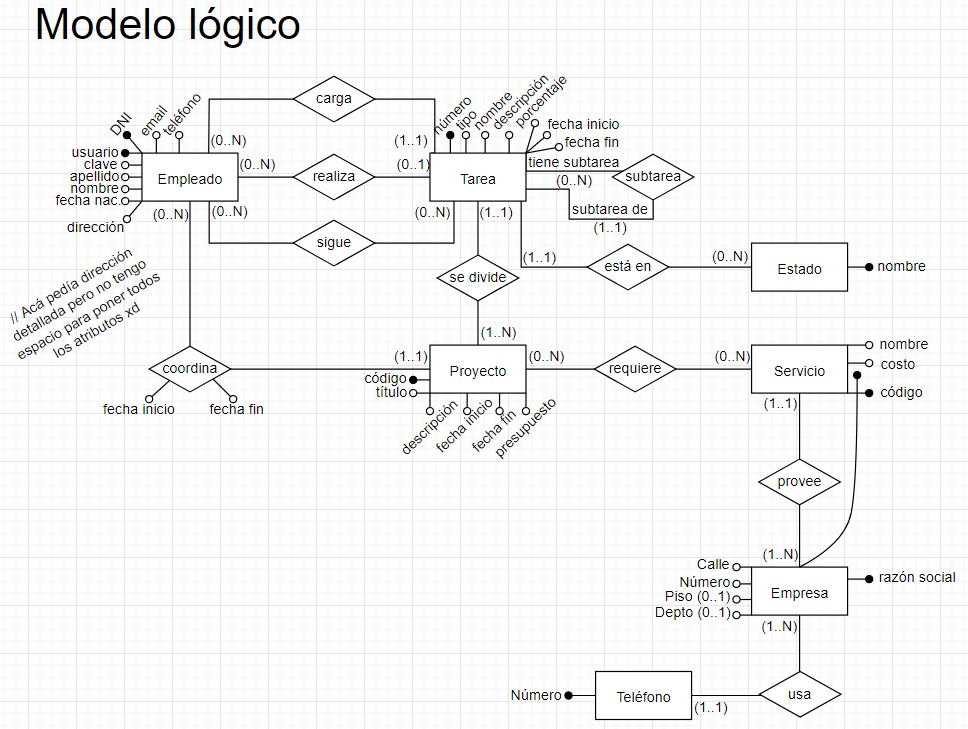 Modelo lógico
carga
DNI
email
teléfono
(0..N)
(1..1)
número
tipo
nombre
descripción
porcentaje
fecha inicio
fecha fin
usuario
clave
apellido
nombre
fecha nac.
dirección
Empleado
(0..N)
realiza
(0..1)
Tarea
tiene subtarea
(0..N)
subtarea
subtarea de
(1..1)
(0..N)
(0..N)
sigue
(0..N)
(1..1)
(1..1)
está en
(0..N)
Estado
nombre
// Acá pedía dirección
detallada pero no tengo
espacio para poner todos
los atributos xd
se divide
(1..N)
coordina
fecha inicio
fecha fin
(1..1)
Proyecto
código
título
descripción
fecha inicio
fecha fin
presupuesto
(0..N)
requiere
(0..N)
Servicio
nombre
costo
código
(1..1)
provee
(1..N)
Calle
Número
Piso (0..1)
Depto (0..1)
Empresa
razón social
(1..N)
Número
Teléfono
(1..1)
usa